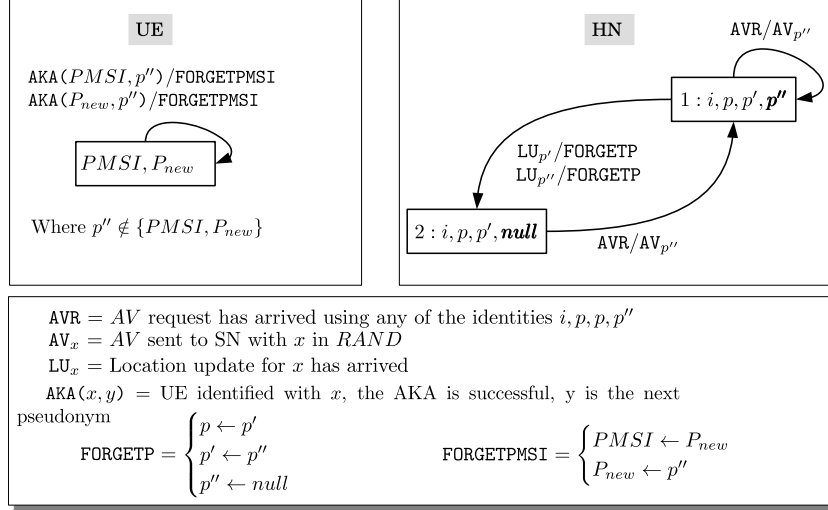 UE
AKA(PMSI, p″)/FORGETPMSI
AKA(P_new, p″)/FORGETPMSI
PMSI, P_new
Where p″ ∉ {PMSI, P_new}
HN
AVR/AV_p″
1 : i, p, p′, p″
LU_p′/FORGETP
LU_p″/FORGETP
2 : i, p, p′, null
AVR/AV_p″
AVR = AV request has arrived using any of the identities i, p, p, p″
AV_x = AV sent to SN with x in RAND
LU_x = Location update for x has arrived
AKA(x, y) = UE identified with x, the AKA is successful, y is the next
pseudonym
FORGETP = { p ← p′
p′ ← p″
p″ ← null
FORGETPMSI = { PMSI ← P_new
P_new ← p″